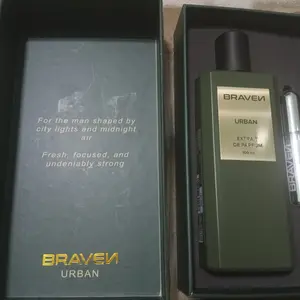 For the man shaped by
city lights and midnight
air
Fresh, focused, and
undeniably strong
BRAVEN
URBAN
BRAVEN
URBAN
EXTRAIT
DE PARFUM
BRAVEN